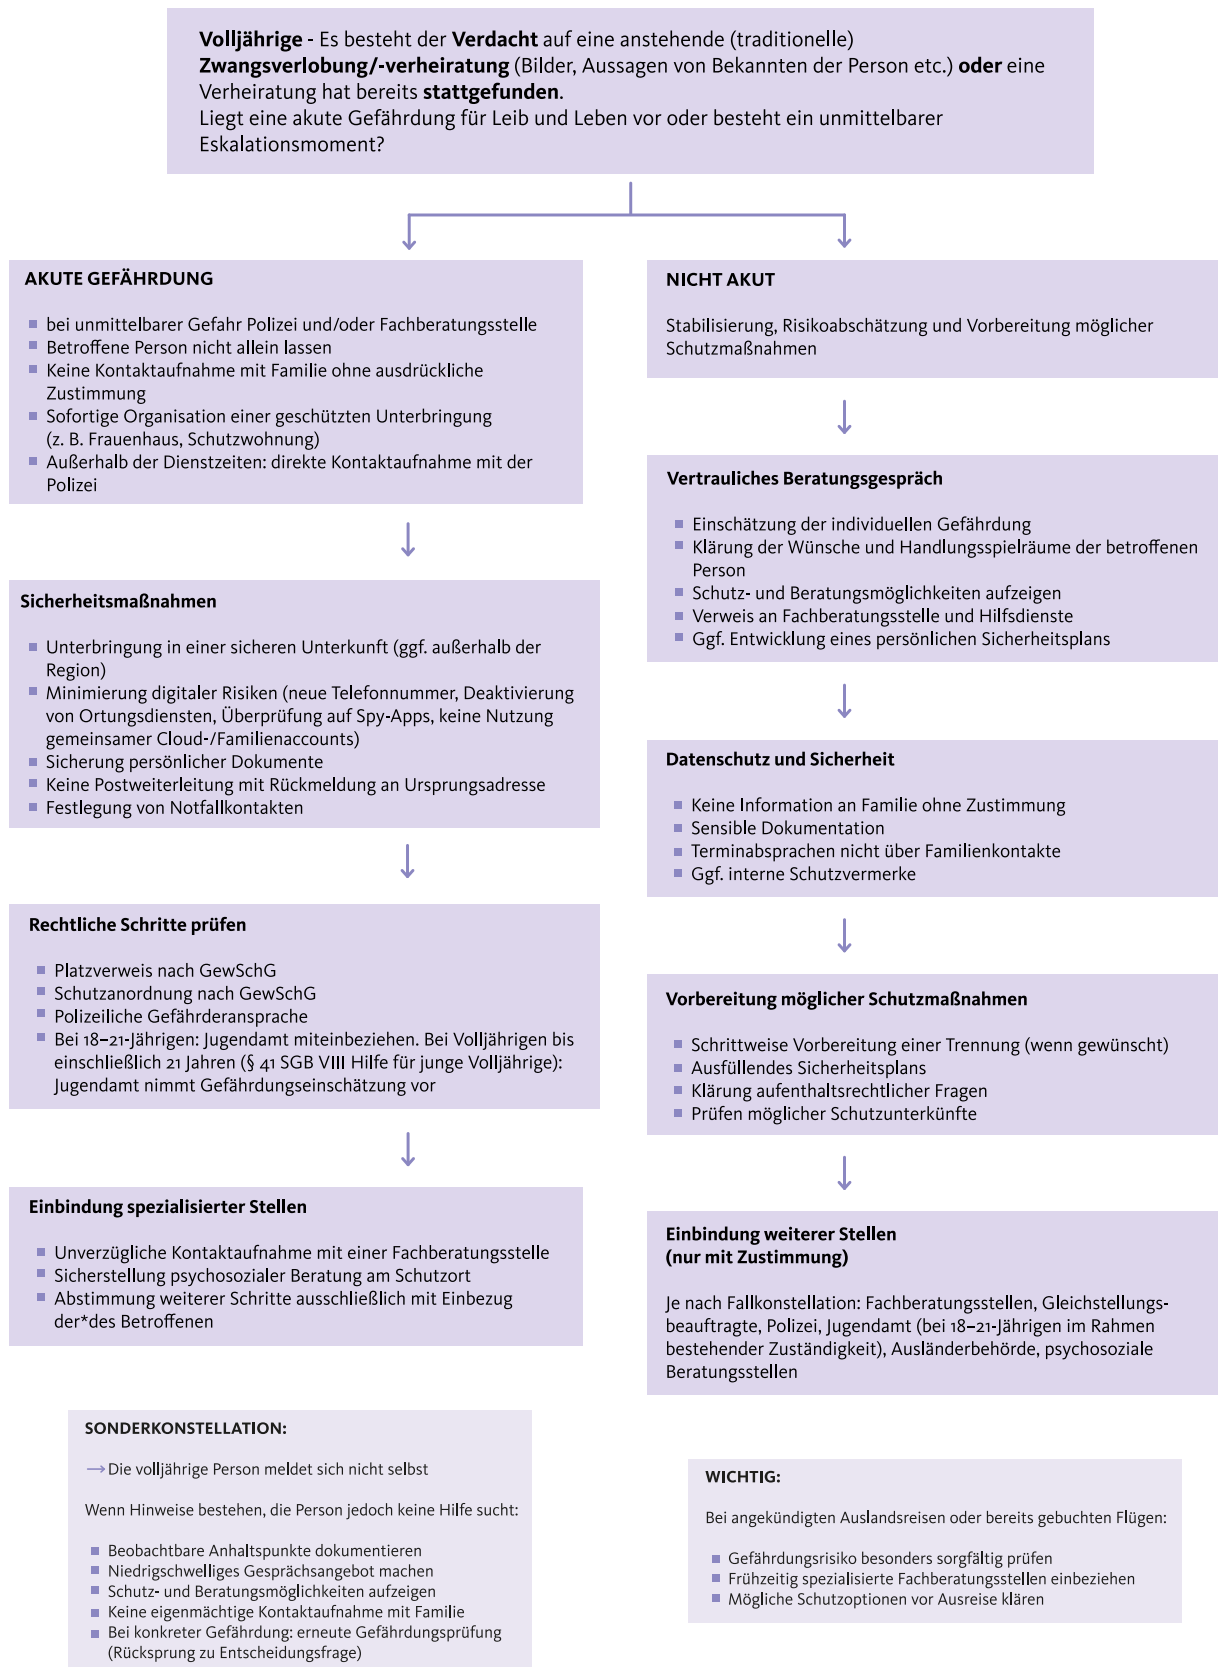 Volljährige - Es besteht der Verdacht auf eine anstehende (traditionelle)
Zwangsverlobung/-verheiratung (Bilder, Aussagen von Bekannten der Person etc.) oder eine
Verheiratung hat bereits stattgefunden.
Liegt eine akute Gefährdung für Leib und Leben vor oder besteht ein unmittelbarer
Eskalationsmoment?
AKUTE GEFÄHRDUNG
bei unmittelbarer Gefahr Polizei und/oder Fachberatungsstelle
Betroffene Person nicht allein lassen
Keine Kontaktaufnahme mit Familie ohne ausdrückliche
Zustimmung
Sofortige Organisation einer geschützten Unterbringung
(z. B. Frauenhaus, Schutzwohnung)
Außerhalb der Dienstzeiten: direkte Kontaktaufnahme mit der
Polizei
Sicherheitsmaßnahmen
Unterbringung in einer sicheren Unterkunft (ggf. außerhalb der
Region)
Minimierung digitaler Risiken (neue Telefonnummer, Deaktivierung
von Ortungsdiensten, Überprüfung auf Spy-Apps, keine Nutzung
gemeinsamer Cloud-/Familienaccounts)
Sicherung persönlicher Dokumente
Keine Postweiterleitung mit Rückmeldung an Ursprungsadresse
Festlegung von Notfallkontakten
Rechtliche Schritte prüfen
Platzverweis nach GewSchG
Schutzanordnung nach GewSchG
Polizeiliche Gefährderansprache
Bei 18–21-Jährigen: Jugendamt miteinbeziehen. Bei Volljährigen bis
einschließlich 21 Jahren (§ 41 SGB VIII Hilfe für junge Volljährige):
Jugendamt nimmt Gefährdungseinschätzung vor
Einbindung spezialisierter Stellen
Unverzügliche Kontaktaufnahme mit einer Fachberatungsstelle
Sicherstellung psychosozialer Beratung am Schutzort
Abstimmung weiterer Schritte ausschließlich mit Einbezug
der*des Betroffenen
SONDERKONSTELLATION:
→ Die volljährige Person meldet sich nicht selbst
Wenn Hinweise bestehen, die Person jedoch keine Hilfe sucht:
Beobachtbare Anhaltspunkte dokumentieren
Niedrigschwelliges Gesprächsangebot machen
Schutz- und Beratungsmöglichkeiten aufzeigen
Keine eigenmächtige Kontaktaufnahme mit Familie
Bei konkreter Gefährdung: erneute Gefährdungsprüfung
(Rücksprung zu Entscheidungsfrage)
NICHT AKUT
Stabilisierung, Risikoabschätzung und Vorbereitung möglicher
Schutzmaßnahmen
Vertrauliches Beratungsgespräch
Einschätzung der individuellen Gefährdung
Klärung der Wünsche und Handlungsspielräume der betroffenen
Person
Schutz- und Beratungsmöglichkeiten aufzeigen
Verweis an Fachberatungsstelle und Hilfsdienste
Ggf. Entwicklung eines persönlichen Sicherheitsplans
Datenschutz und Sicherheit
Keine Information an Familie ohne Zustimmung
Sensible Dokumentation
Terminabsprachen nicht über Familienkontakte
Ggf. interne Schutzvermerke
Vorbereitung möglicher Schutzmaßnahmen
Schrittweise Vorbereitung einer Trennung (wenn gewünscht)
Ausfüllendes Sicherheitsplans
Klärung aufenthaltsrechtlicher Fragen
Prüfen möglicher Schutzunterkünfte
Einbindung weiterer Stellen
(nur mit Zustimmung)
Je nach Fallkonstellation: Fachberatungsstellen, Gleichstellungs-
beauftragte, Polizei, Jugendamt (bei 18–21-Jährigen im Rahmen
bestehender Zuständigkeit), Ausländerbehörde, psychosoziale
Beratungsstellen
WICHTIG:
Bei angekündigten Auslandsreisen oder bereits gebuchten Flügen:
Gefährdungsrisiko besonders sorgfältig prüfen
Frühzeitig spezialisierte Fachberatungsstellen einbeziehen
Mögliche Schutzoptionen vor Ausreise klären